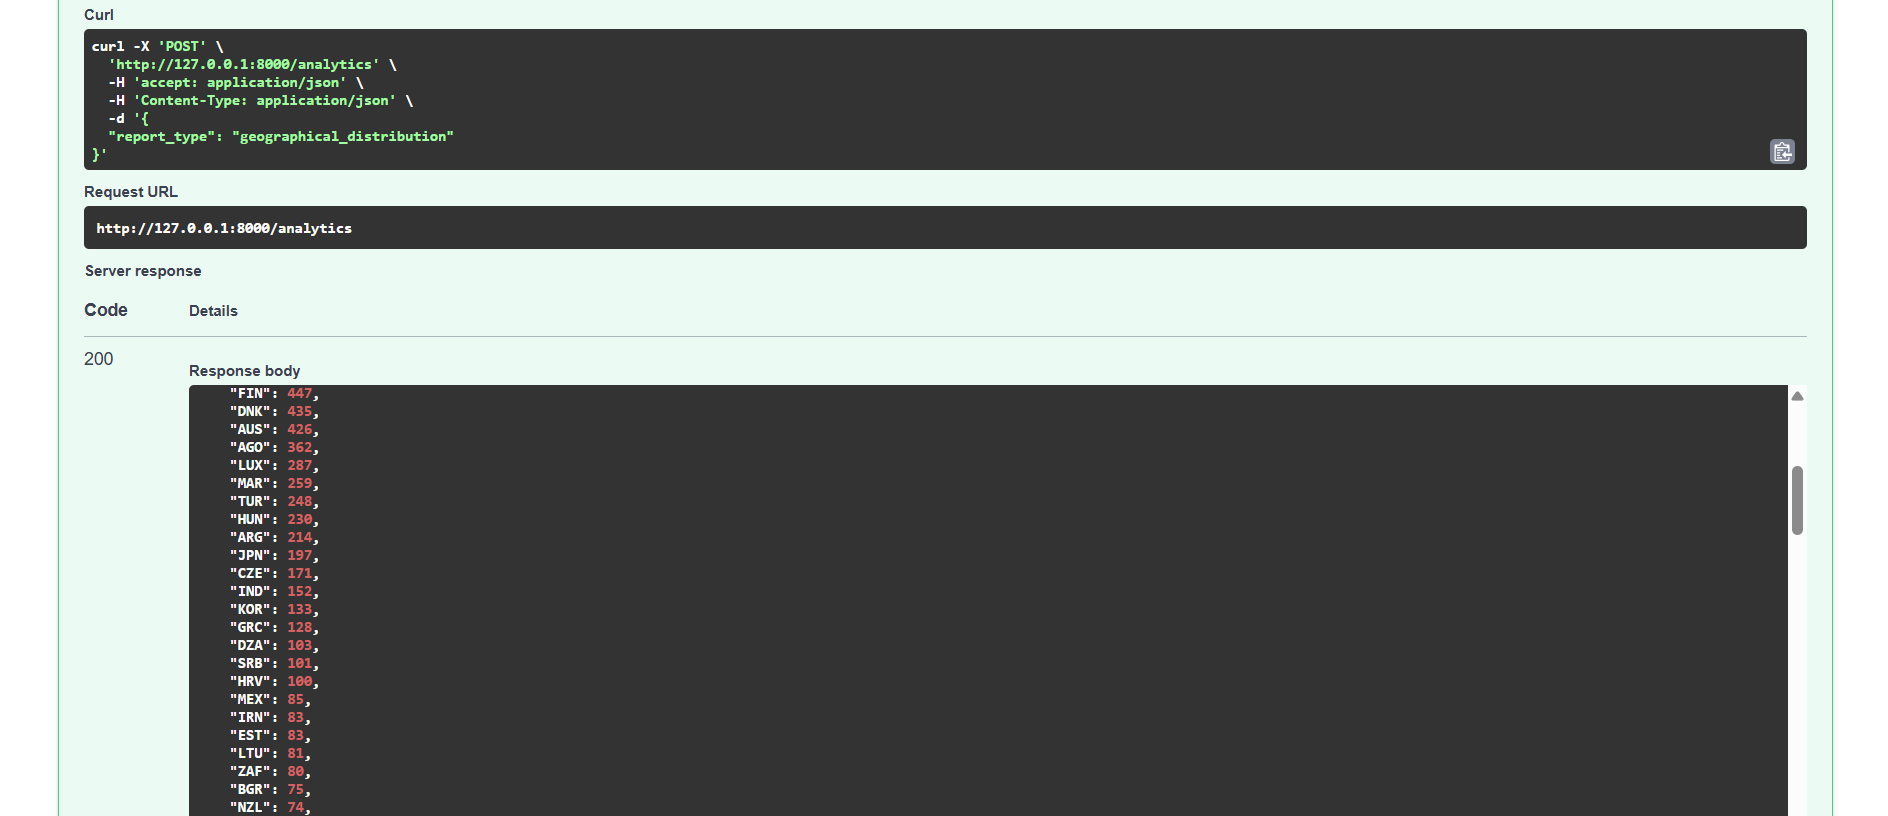 Curl
curl -X 'POST' \
  'http://127.0.0.1:8000/analytics' \
  -H 'accept: application/json' \
  -H 'Content-Type: application/json' \
  -d '{
  "report_type": "geographical_distribution"
}'
Request URL
http://127.0.0.1:8000/analytics
Server response
Code Details
200
Response body
"FIN": 447,
"DNK": 435,
"AUS": 426,
"AGO": 362,
"LUX": 287,
"MAR": 259,
"TUR": 248,
"HUN": 230,
"ARG": 214,
"JPN": 197,
"CZE": 171,
"IND": 152,
"KOR": 133,
"GRC": 128,
"DZA": 103,
"SRB": 101,
"HRV": 100,
"MEX": 85,
"IRN": 83,
"EST": 83,
"LTU": 81,
"ZAF": 80,
"BGR": 75,
"NZL": 74,